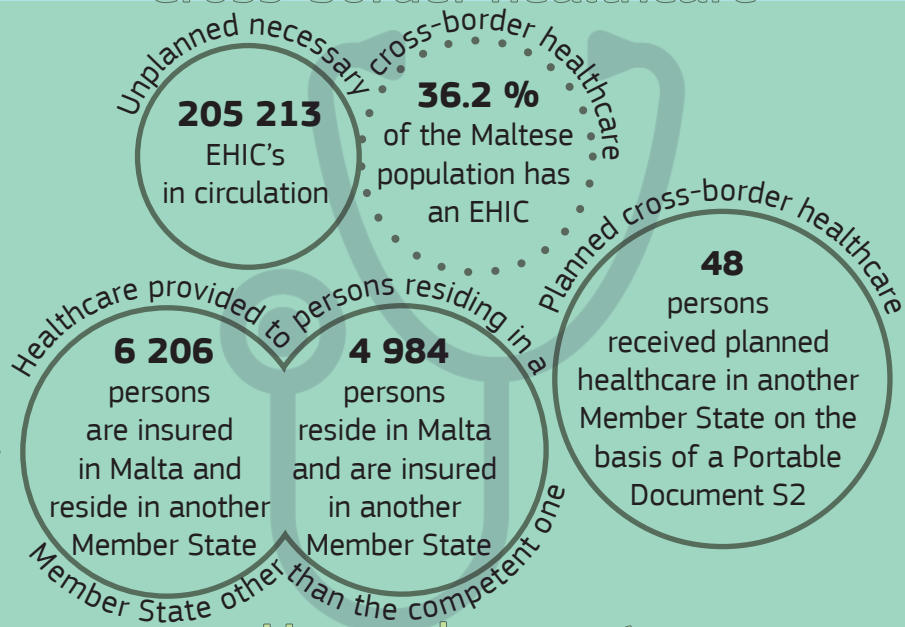 Cross-border healthcare
Unplanned necessary cross-border healthcare
205 213
EHIC's
in circulation
36.2 %
of the Maltese
population has
an EHIC
Planned cross-border healthcare
48
persons
received planned
healthcare in another
Member State on the
basis of a Portable
Document S2
Healthcare provided to persons residing in a
Member State other than the competent one
6 206
persons
are insured
in Malta and
reside in another
Member State
4 984
persons
reside in Malta
and are insured
in another
Member State